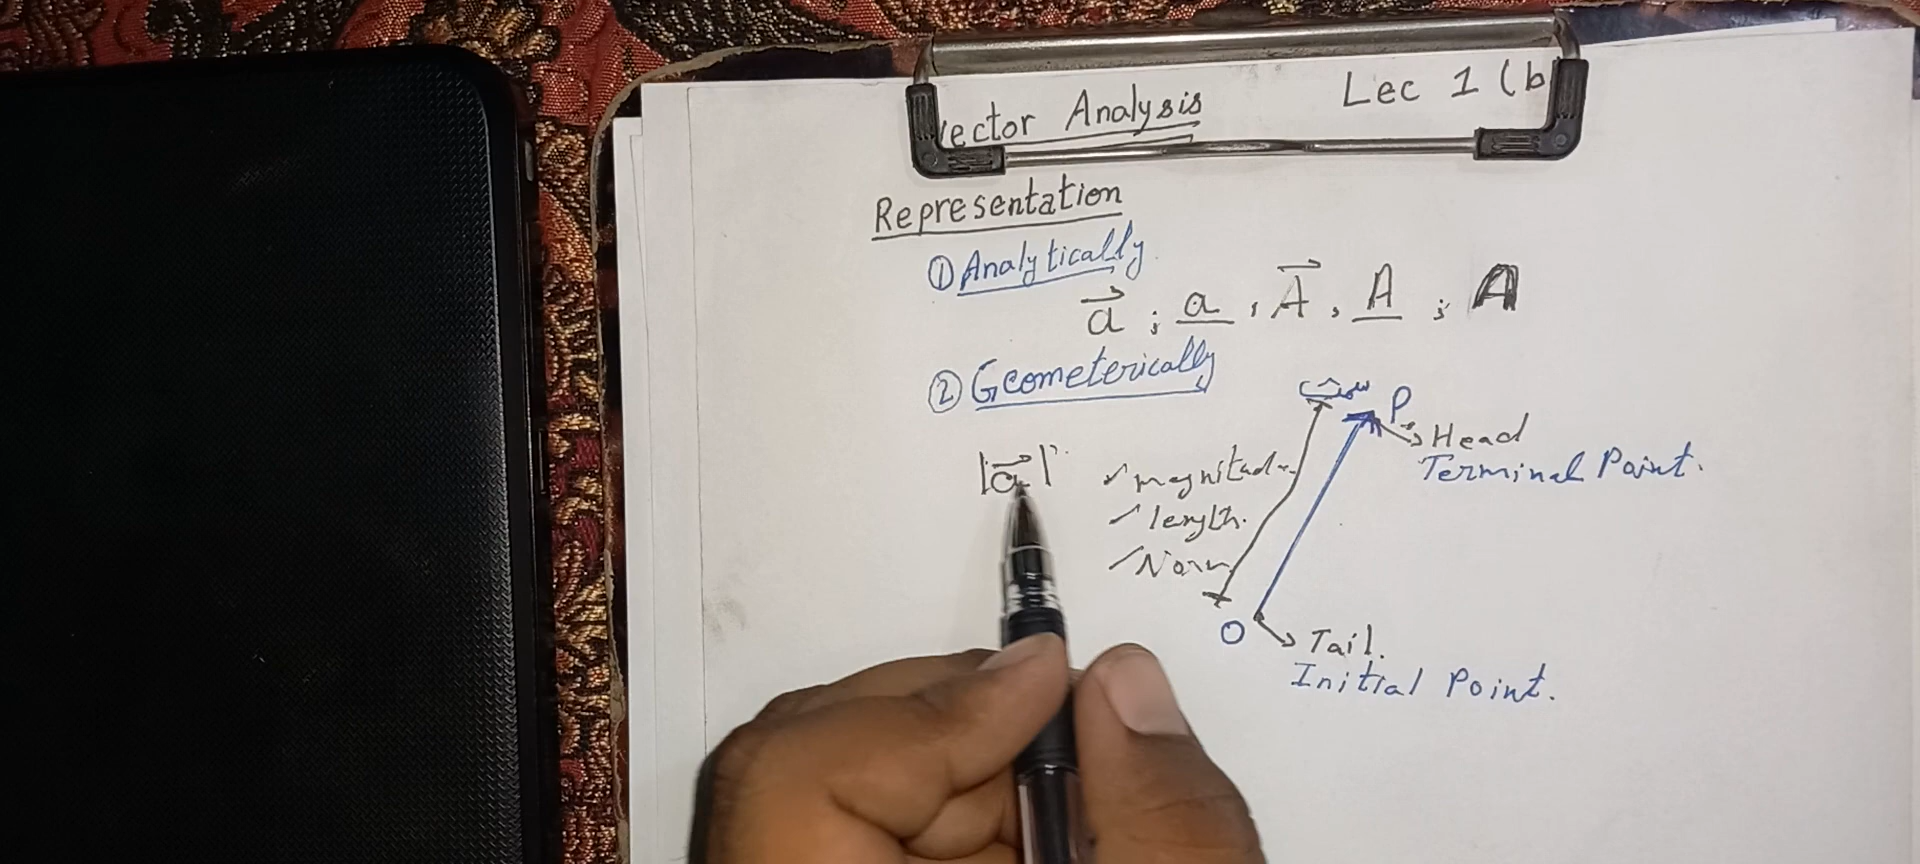 Vector Analysis
Lec 1 (b
Representation
① Analytically
a⃗ ; a̲ , A⃗ , A̲ ; A
② Geometerically
P
Head
Terminal Point.
|a⃗|
✓ magnitude
✓ length.
✓ Norm
O
Tail.
Initial Point.